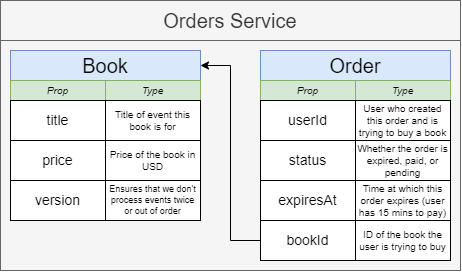 Orders Service
Book
Prop
Type
title
Title of event this
book is for
price
Price of the book in
USD
version
Ensures that we don't
process events twice
or out of order
Order
Prop
Type
userId
User who created
this order and is
trying to buy a book
status
Whether the order is
expired, paid, or
pending
expiresAt
Time at which this
order expires (user
has 15 mins to pay)
bookId
ID of the book the
user is trying to buy